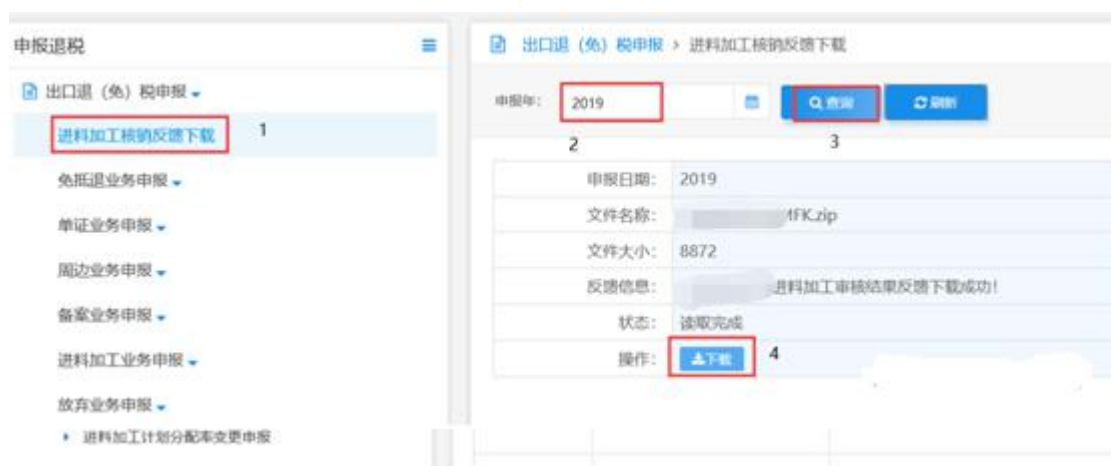 申报退税
出口退（免）税申报
进料加工核销反馈下载
1
免抵退业务申报
单证业务申报
周边业务申报
备案业务申报
进料加工业务申报
放弃业务申报
进料加工计划分配率变更申报
出口退（免）税申报 > 进料加工核销反馈下载
申报年: 2019 查询 刷新
2 3
申报日期: 2019
文件名称: MFK.zip
文件大小: 8872
反馈信息: 进料加工审核结果反馈下载成功!
状态: 读取完成
操作: 下载 4